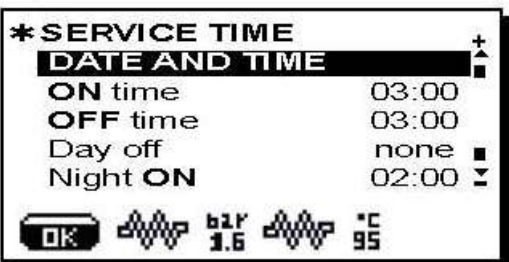 *SERVICE TIME
DATE AND TIME
ON time 03:00
OFF time 03:00
Day off none
Night ON 02:00
OK bar 1.6 °C 95